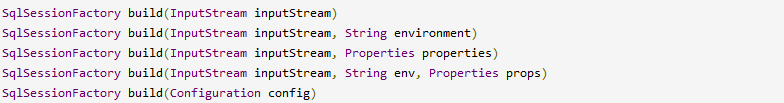 SqlSessionFactory build(InputStream inputStream)
SqlSessionFactory build(InputStream inputStream, String environment)
SqlSessionFactory build(InputStream inputStream, Properties properties)
SqlSessionFactory build(InputStream inputStream, String env, Properties props)
SqlSessionFactory build(Configuration config)